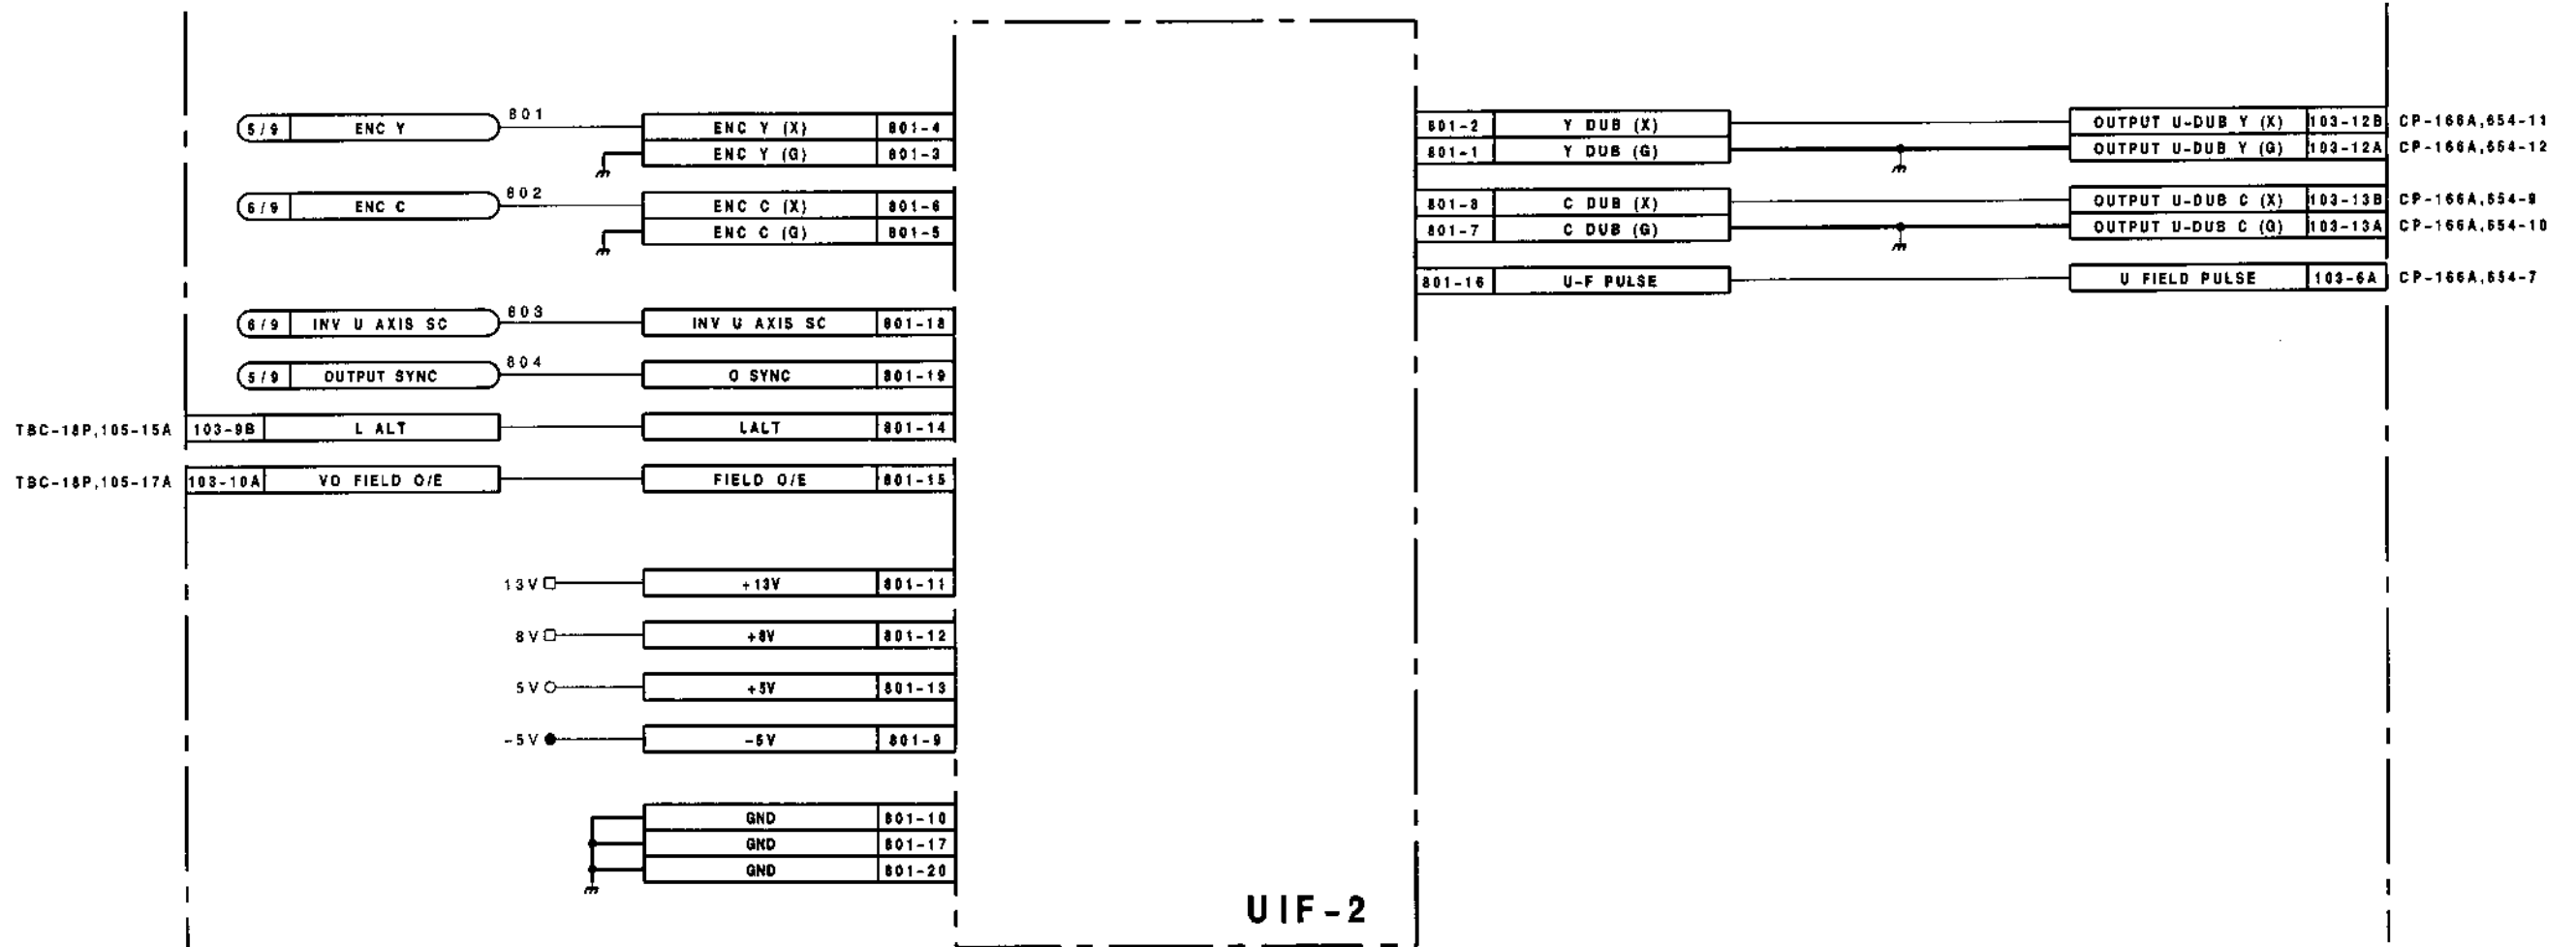 801
5/9 ENC Y ENC Y (X) 801-4 801-2 Y DUB (X) OUTPUT U-DUB Y (X) 103-12B CP-166A,654-11
ENC Y (G) 801-3 801-1 Y DUB (G) OUTPUT U-DUB Y (G) 103-12A CP-166A,654-12
802
6/9 ENC C ENC C (X) 801-6 801-8 C DUB (X) OUTPUT U-DUB C (X) 103-13B CP-166A,654-9
ENC C (G) 801-5 801-7 C DUB (G) OUTPUT U-DUB C (G) 103-13A CP-166A,654-10
801-16 U-F PULSE U FIELD PULSE 103-6A CP-166A,654-7
803
6/9 INV U AXIS SC INV U AXIS SC 801-18
804
5/9 OUTPUT SYNC O SYNC 801-19
TBC-18P,105-15A 103-9B L ALT LALT 801-14
TBC-18P,105-17A 103-10A VO FIELD O/E FIELD O/E 801-15
13V +13V 801-11
8V +8V 801-12
5V +5V 801-13
-5V -5V 801-9
GND 801-10
GND 801-17
GND 801-20
UIF-2